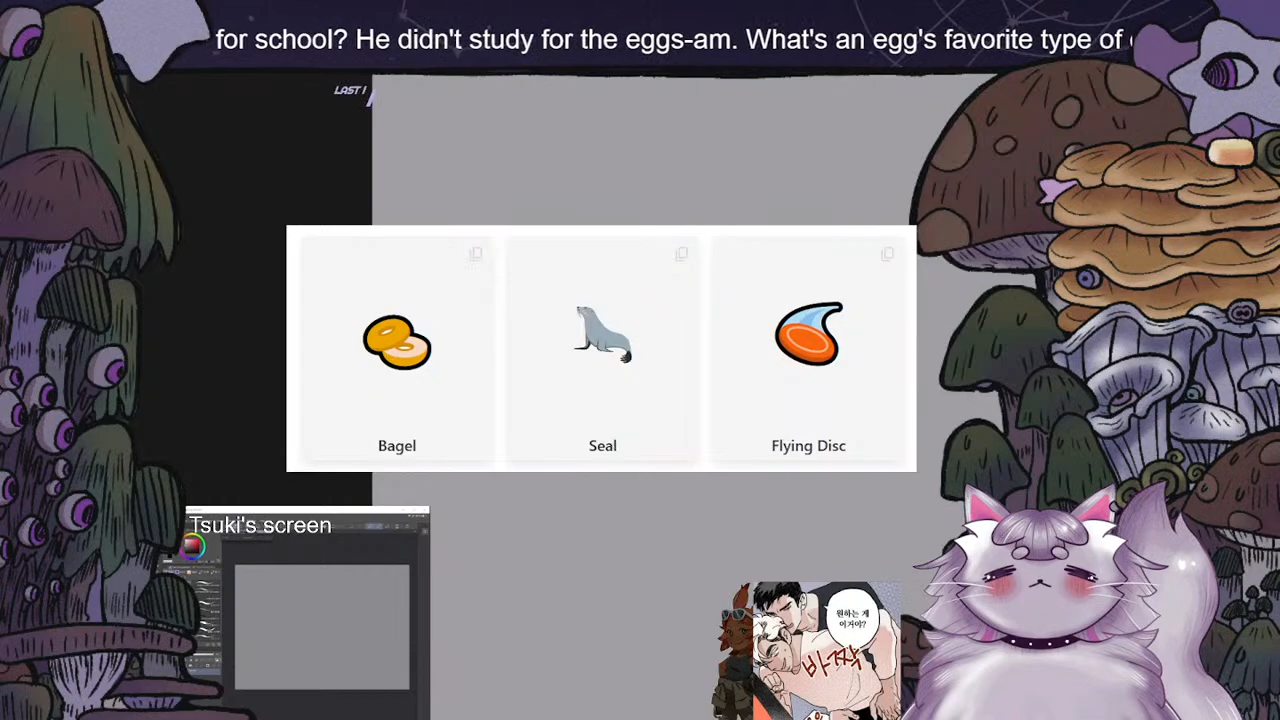 for school? He didn't study for the eggs-am. What's an egg's favorite type of
LAST 1
Bagel
Seal
Flying Disc
Tsuki's screen
원하는 게
이거야?
바짝